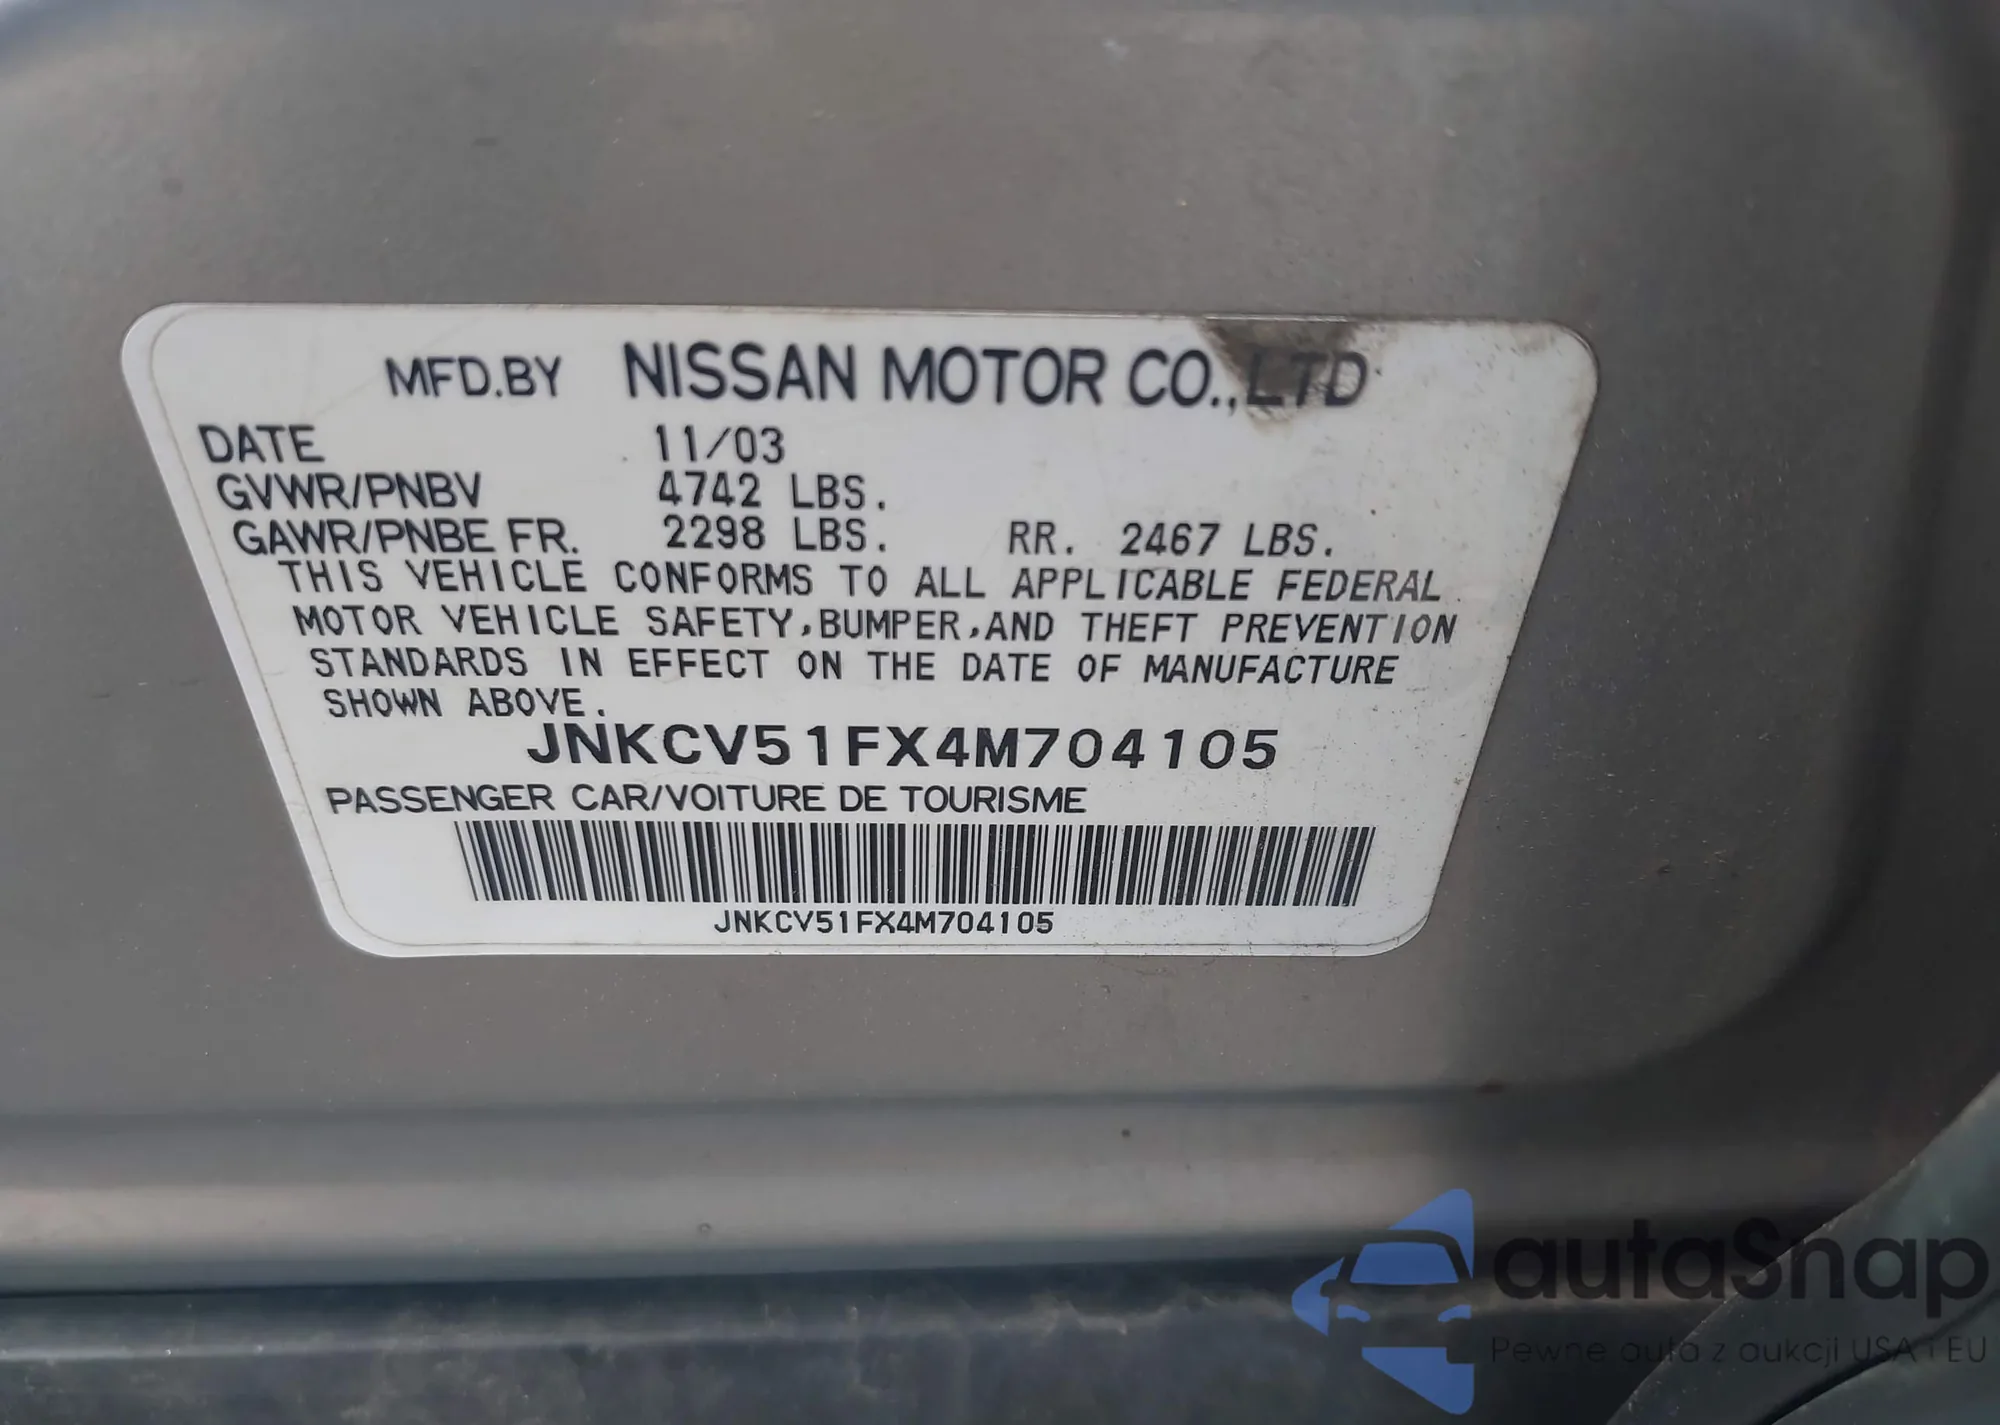 MFD.BY NISSAN MOTOR CO.,LTD
DATE 11/03
GVWR/PNBV 4742 LBS.
GAWR/PNBE FR. 2298 LBS. RR. 2467 LBS.
THIS VEHICLE CONFORMS TO ALL APPLICABLE FEDERAL
MOTOR VEHICLE SAFETY,BUMPER,AND THEFT PREVENTION
STANDARDS IN EFFECT ON THE DATE OF MANUFACTURE
SHOWN ABOVE.
JNKCV51FX4M704105
PASSENGER CAR/VOITURE DE TOURISME
JNKCV51FX4M704105
autaSnap
Pewne auta z aukcji USA i EU